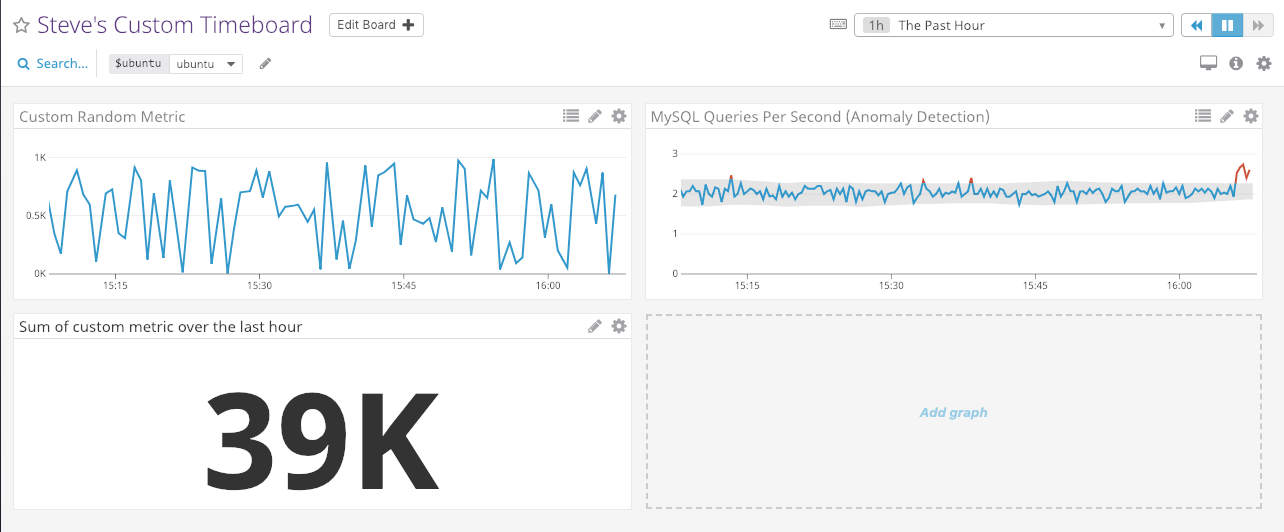 Steve's Custom Timeboard Edit Board
1h The Past Hour
Search... $ubuntu ubuntu
Custom Random Metric
1K
0.5K
0K
15:15 15:30 15:45 16:00
MySQL Queries Per Second (Anomaly Detection)
3
2
1
0
15:15 15:30 15:45 16:00
Sum of custom metric over the last hour
39K
Add graph